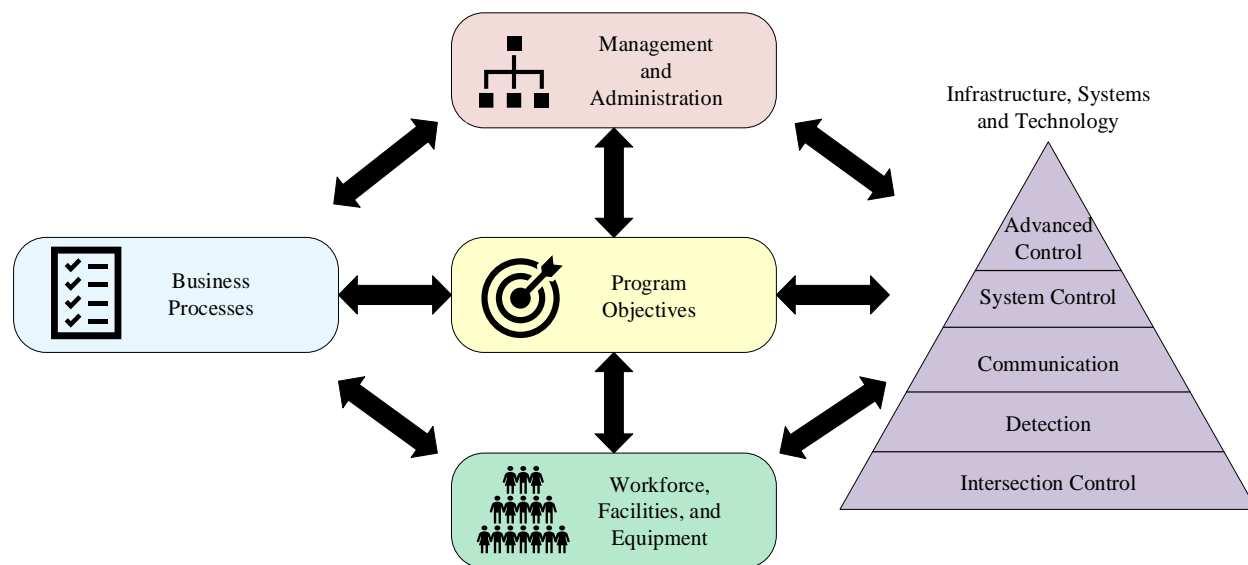 Management
and
Administration
Infrastructure, Systems
and Technology
Business
Processes
Program
Objectives
Advanced
Control
System Control
Communication
Detection
Intersection Control
Workforce,
Facilities, and
Equipment